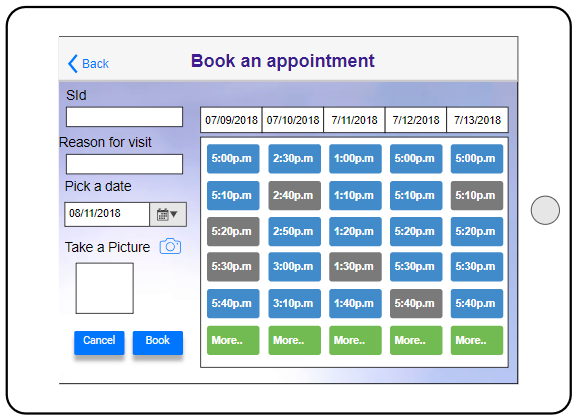 Back
Book an appointment
SId
Reason for visit
Pick a date
08/11/2018
Take a Picture
Cancel Book
07/09/2018 07/10/2018 7/11/2018 7/12/2018 7/13/2018
5:00p.m 2:30p.m 1:00p.m 5:00p.m 5:00p.m
5:10p.m 2:40p.m 1:10p.m 5:10p.m 5:10p.m
5:20p.m 2:50p.m 1:20p.m 5:20p.m 5:20p.m
5:30p.m 3:00p.m 1:30p.m 5:30p.m 5:30p.m
5:40p.m 3:10p.m 1:40p.m 5:40p.m 5:40p.m
More.. More.. More.. More.. More..